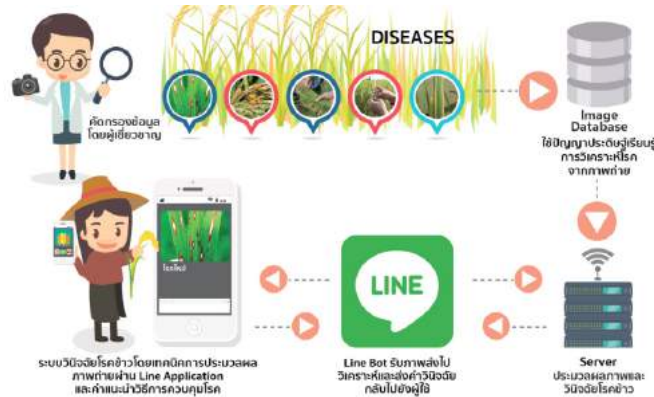 DISEASES
คัดกรองข้อมูล
โดยผู้เชี่ยวชาญ
Image
Database
ใช้ปัญญาประดิษฐ์เรียนรู้
การวิเคราะห์โรค
จากภาพถ่าย
โรคไหม้
LINE
ระบบวินิจฉัยโรคข้าวโดยเทคนิคการประมวลผล
ภาพถ่ายผ่าน Line Application
และคำแนะนำวิธีการควบคุมโรค
Line Bot รับภาพส่งไป
วิเคราะห์และส่งคำวินิจฉัย
กลับไปยังผู้ใช้
Server
ประมวลผลภาพและ
วินิจฉัยโรคข้าว